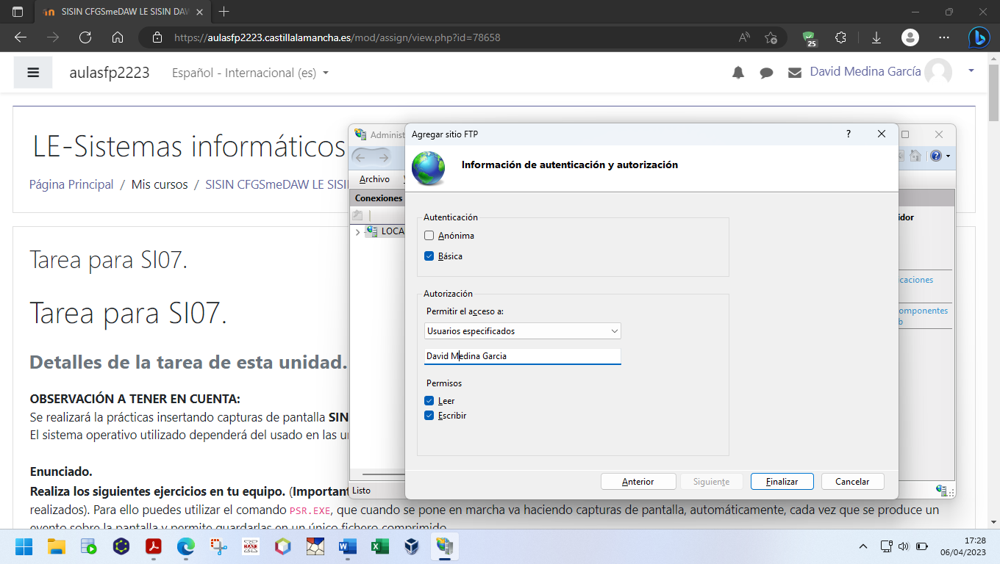 SISIN CFGSmeDAW LE SISIN DAW
https://aulasfp2223.castillalamancha.es/mod/assign/view.php?id=78658
25
aulasfp2223
Español - Internacional (es)
David Medina García
LE-Sistemas informáticos
Página Principal / Mis cursos / SISIN CFGSmeDAW LE SISI
Tarea para SI07.
Tarea para SI07.
Detalles de la tarea de esta unidad.
OBSERVACIÓN A TENER EN CUENTA:
Se realizará la prácticas insertando capturas de pantalla SIN
El sistema operativo utilizado dependerá del usado en las u
Enunciado.
Realiza los siguientes ejercicios en tu equipo. (Important
realizados). Para ello puedes utilizar el comando PSR.EXE, que cuando se pone en marcha va haciendo capturas de pantalla, automáticamente, cada vez que se produce un
evento sobre la pantalla y permite guardarlas en un único fichero comprimido.
Administ
Archivo
Conexiones
LOCA
Listo
idor
caciones
omponentes
b
Agregar sitio FTP
?
Información de autenticación y autorización
Autenticación
Anónima
Básica
Autorización
Permitir el acceso a:
Usuarios especificados
David Medina Garcia
Permisos
Leer
Escribir
Anterior
Siguiente
Finalizar
Cancelar
17:28
06/04/2023